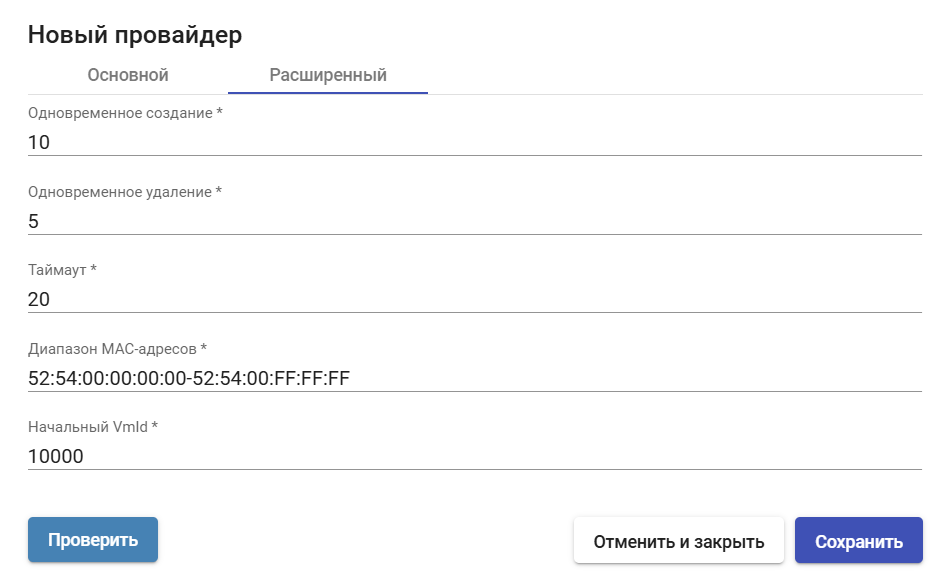 Новый провайдер
Основной Расширенный
Одновременное создание *
10
Одновременное удаление *
5
Таймаут *
20
Диапазон МАС-адресов *
52:54:00:00:00:00-52:54:00:FF:FF:FF
Начальный VmId *
10000
Проверить Отменить и закрыть Сохранить